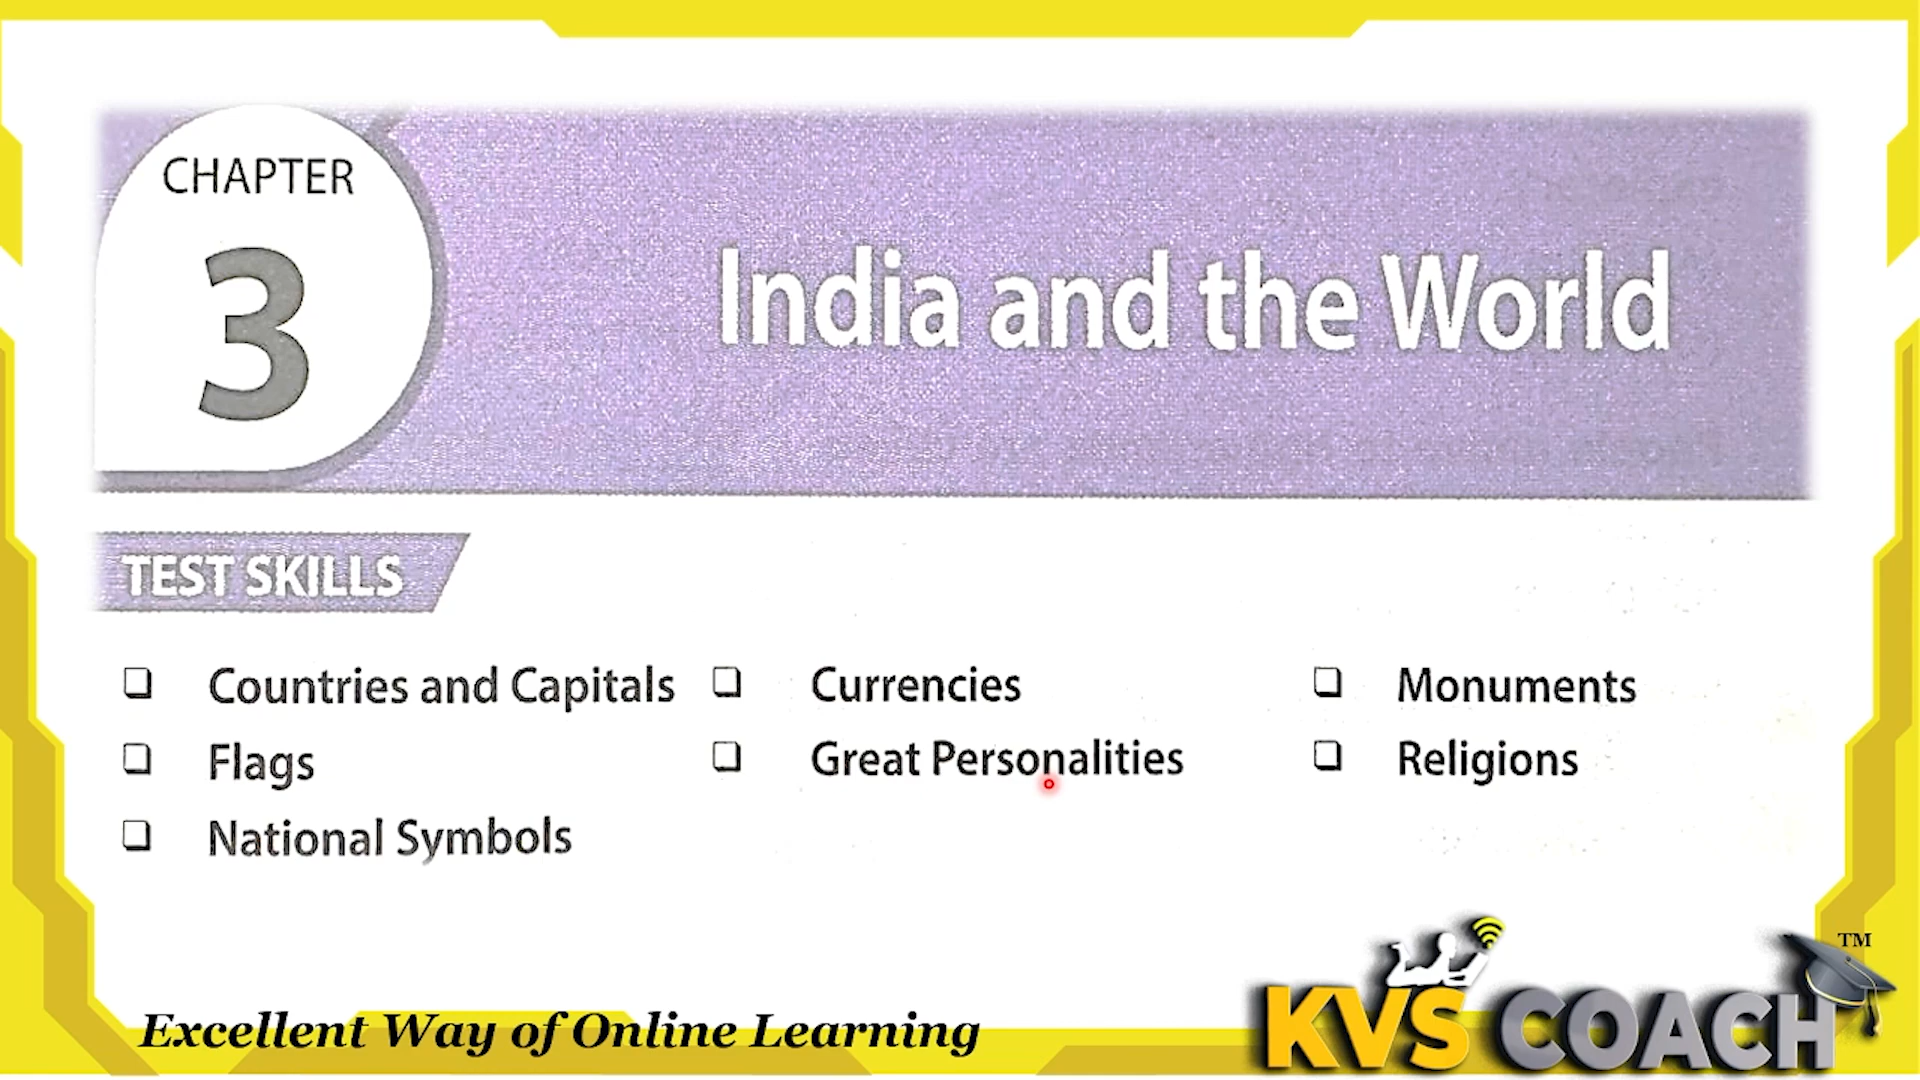 CHAPTER
3
India and the World
TEST SKILLS
❑ Countries and Capitals ❑ Currencies ❑ Monuments
❑ Flags ❑ Great Personalities ❑ Religions
❑ National Symbols
Excellent Way of Online Learning
KVS COACH TM